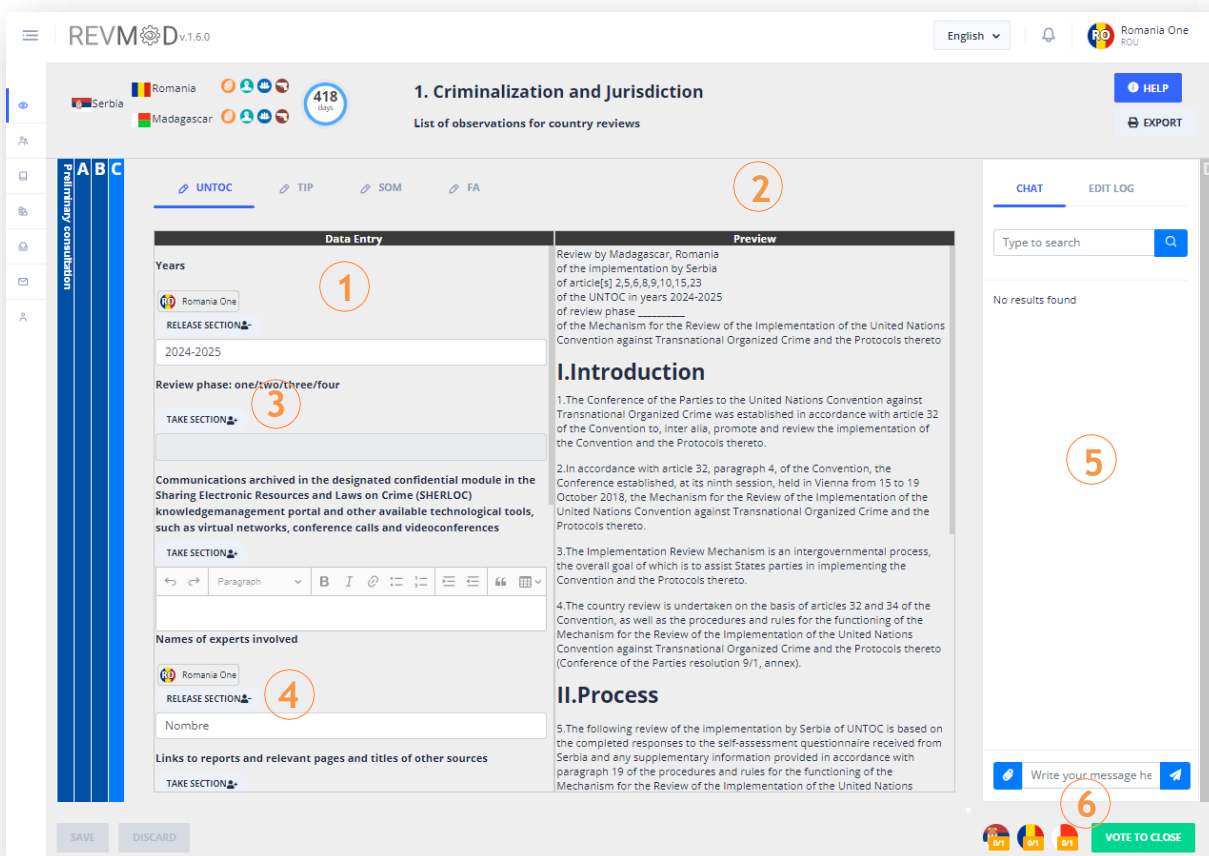 REVMOD v.1.6.0
English
RO
Romania One
ROU
Serbia
Romania
Madagascar
418
days
1. Criminalization and Jurisdiction
List of observations for country reviews
HELP
EXPORT
Preliminary consultation
A
B
C
D
UNTOC
TIP
SOM
FA
2
Data Entry
Years
1
RO Romania One
RELEASE SECTION
2024-2025
Review phase: one/two/three/four
3
TAKE SECTION
Communications archived in the designated confidential module in the
Sharing Electronic Resources and Laws on Crime (SHERLOC)
knowledgemanagement portal and other available technological tools,
such as virtual networks, conference calls and videoconferences
TAKE SECTION
Paragraph
B I
Names of experts involved
RO Romania One
RELEASE SECTION
4
Nombre
Links to reports and relevant pages and titles of other sources
TAKE SECTION
Preview
Review by Madagascar, Romania
of the implementation by Serbia
of article[s] 2,5,6,8,9,10,15,23
of the UNTOC in years 2024-2025
of review phase __________
of the Mechanism for the Review of the Implementation of the United Nations
Convention against Transnational Organized Crime and the Protocols thereto
I.Introduction
1.The Conference of the Parties to the United Nations Convention against
Transnational Organized Crime was established in accordance with article 32
of the Convention to, inter alia, promote and review the implementation of
the Convention and the Protocols thereto.
2.In accordance with article 32, paragraph 4, of the Convention, the
Conference established, at its ninth session, held in Vienna from 15 to 19
October 2018, the Mechanism for the Review of the Implementation of the
United Nations Convention against Transnational Organized Crime and the
Protocols thereto.
3.The Implementation Review Mechanism is an intergovernmental process,
the overall goal of which is to assist States parties in implementing the
Convention and the Protocols thereto.
4.The country review is undertaken on the basis of articles 32 and 34 of the
Convention, as well as the procedures and rules for the functioning of the
Mechanism for the Review of the Implementation of the United Nations
Convention against Transnational Organized Crime and the Protocols thereto
(Conference of the Parties resolution 9/1, annex).
II.Process
5.The following review of the implementation by Serbia of UNTOC is based on
the completed responses to the self-assessment questionnaire received from
Serbia and any supplementary information provided in accordance with
paragraph 19 of the procedures and rules for the functioning of the
Mechanism for the Review of the Implementation of the United Nations
CHAT
EDIT LOG
Type to search
No results found
5
Write your message he
6
SAVE
DISCARD
0/1
0/1
0/1
VOTE TO CLOSE